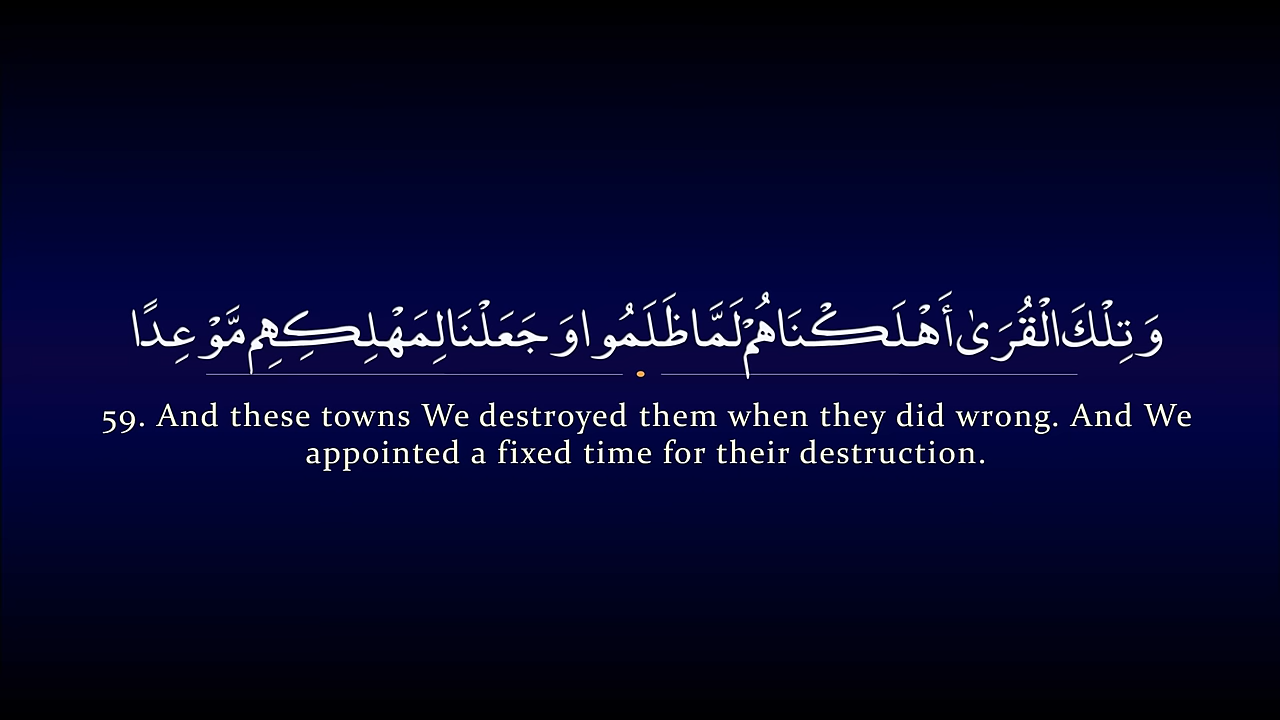 وَتِلْكَ الْقُرَىٰ أَهْلَكْنَاهُمْ لَمَّا ظَلَمُوا وَجَعَلْنَا لِمَهْلِكِهِم مَّوْعِدًا
59. And these towns We destroyed them when they did wrong. And We
appointed a fixed time for their destruction.